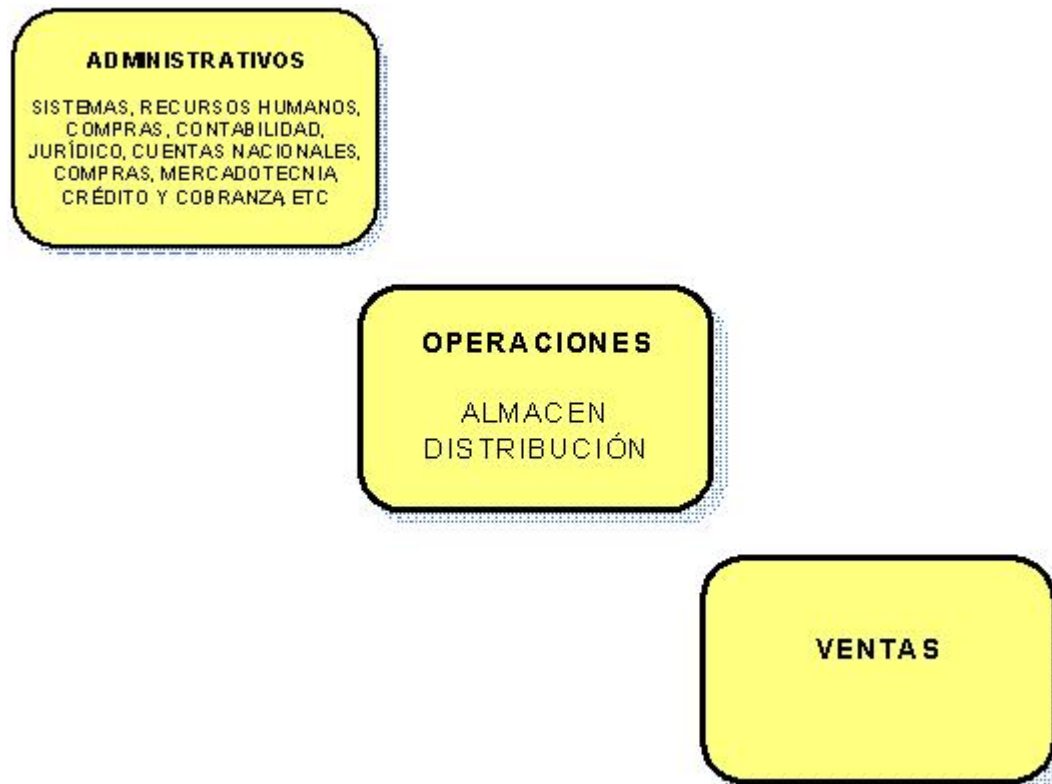 ADMINISTRATIVOS
SISTEMAS, RECURSOS HUMANOS,
COMPRAS, CONTABILIDAD,
JURÍDICO, CUENTAS NACIONALES,
COMPRAS, MERCADOTECNIA,
CRÉDITO Y COBRANZA, ETC
OPERACIONES
ALMACEN
DISTRIBUCIÓN
VENTAS